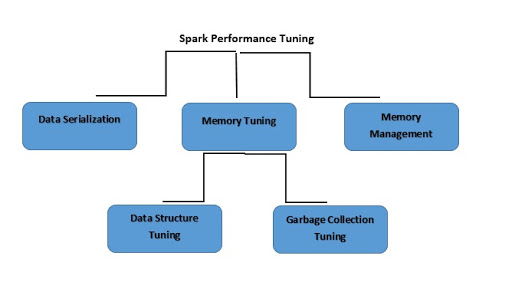 Spark Performance Tuning
Data Serialization
Memory Tuning
Memory
Management
Data Structure
Tuning
Garbage Collection
Tuning